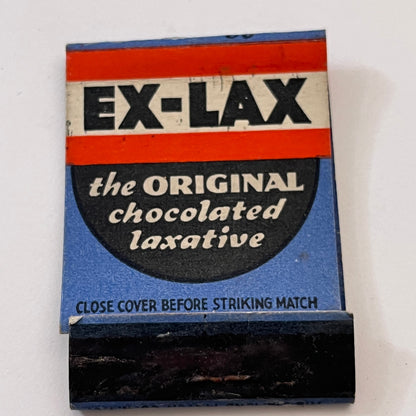 EX-LAX
the ORIGINAL
chocolated
laxative
CLOSE COVER BEFORE STRIKING MATCH